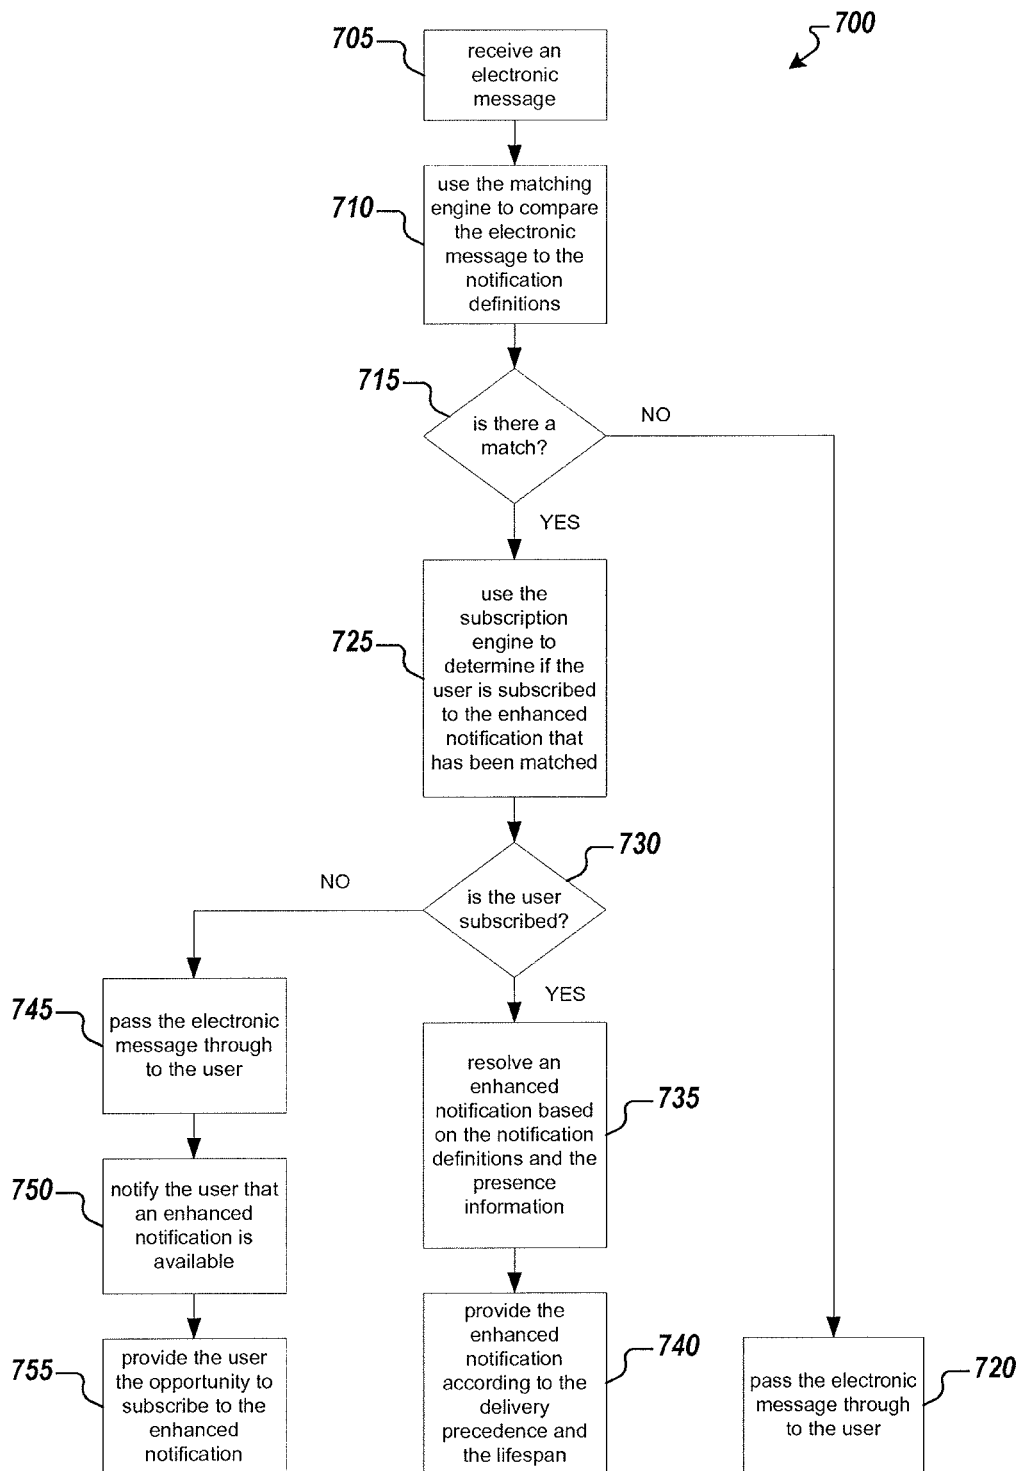 700
705
receive an
electronic
message
710
use the matching
engine to compare
the electronic
message to the
notification
definitions
715
is there a
match?
NO
YES
725
use the
subscription
engine to
determine if the
user is subscribed
to the enhanced
notification that
has been matched
730
is the user
subscribed?
NO
YES
745
pass the electronic
message through
to the user
735
resolve an
enhanced
notification based
on the notification
definitions and the
presence
information
750
notify the user that
an enhanced
notification is
available
755
provide the user
the opportunity to
subscribe to the
enhanced
notification
740
provide the
enhanced
notification
according to the
delivery
precedence and
the lifespan
720
pass the electronic
message through
to the user